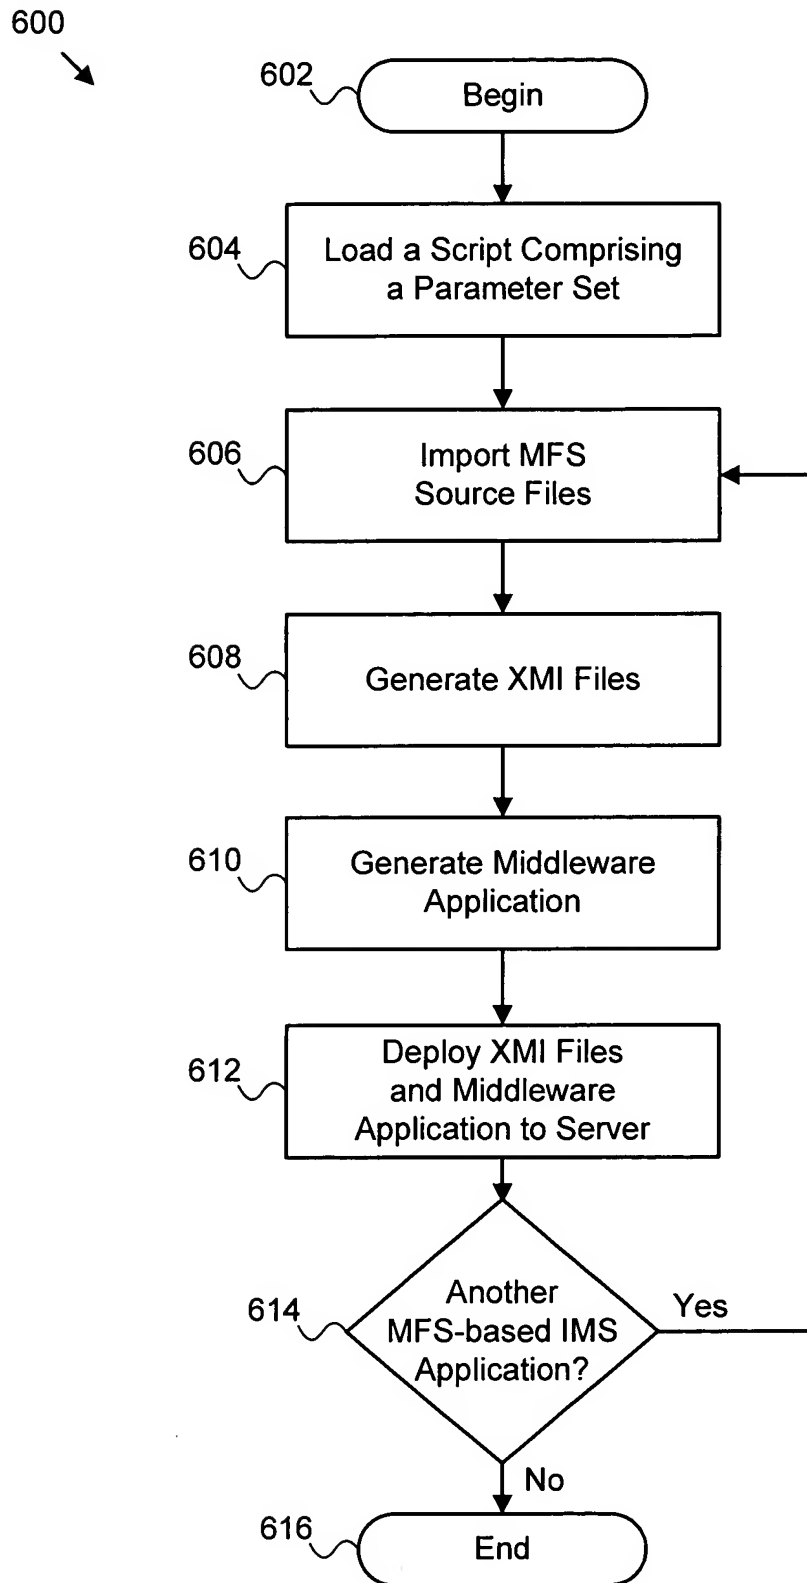 600
602
Begin
604
Load a Script Comprising
a Parameter Set
606
Import MFS
Source Files
608
Generate XMI Files
610
Generate Middleware
Application
612
Deploy XMI Files
and Middleware
Application to Server
614
Another
MFS-based IMS
Application?
Yes
No
616
End